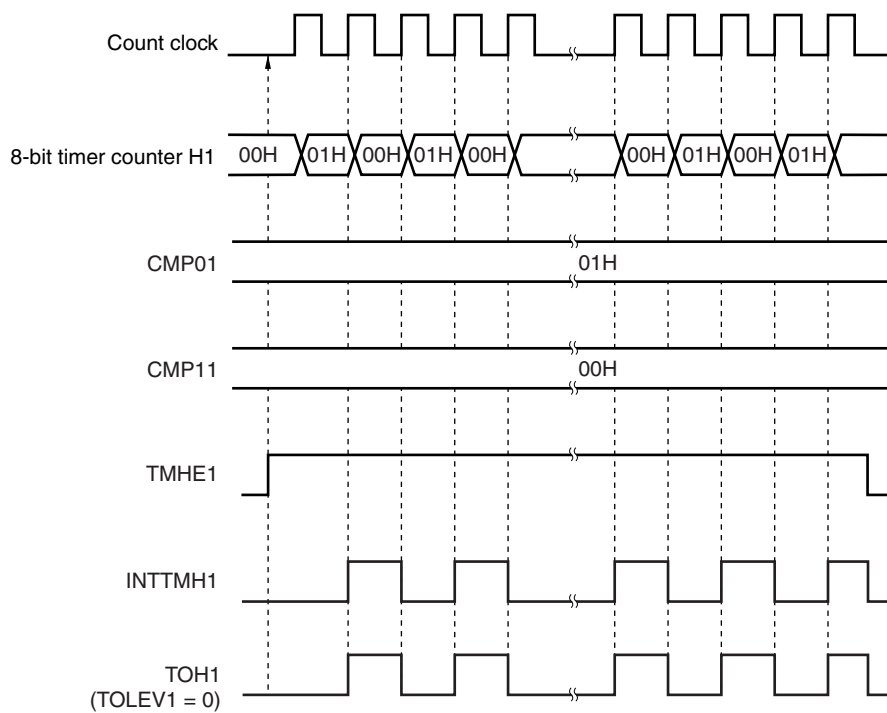 Count clock
8-bit timer counter H1 00H 01H 00H 01H 00H 00H 01H 00H 01H
CMP01 01H
CMP11 00H
TMHE1
INTTMH1
TOH1
(TOLEV1 = 0)